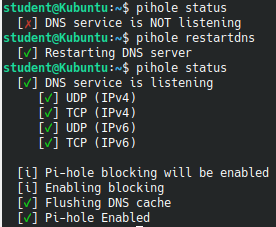 student@Kubuntu:~$ pihole status
[✗] DNS service is NOT listening
student@Kubuntu:~$ pihole restartdns
[✓] Restarting DNS server
student@Kubuntu:~$ pihole status
[✓] DNS service is listening
[✓] UDP (IPv4)
[✓] TCP (IPv4)
[✓] UDP (IPv6)
[✓] TCP (IPv6)
[i] Pi-hole blocking will be enabled
[i] Enabling blocking
[✓] Flushing DNS cache
[✓] Pi-hole Enabled